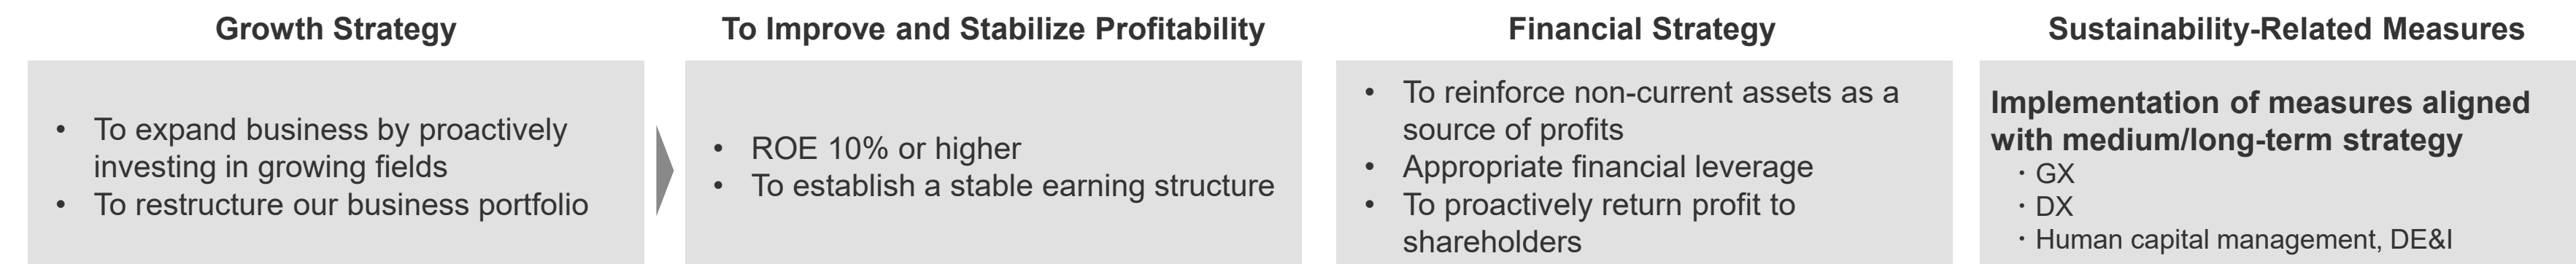 Growth Strategy
• To expand business by proactively
investing in growing fields
• To restructure our business portfolio
To Improve and Stabilize Profitability
• ROE 10% or higher
• To establish a stable earning structure
Financial Strategy
• To reinforce non-current assets as a
source of profits
• Appropriate financial leverage
• To proactively return profit to
shareholders
Sustainability-Related Measures
Implementation of measures aligned
with medium/long-term strategy
・GX
・DX
・Human capital management, DE&I